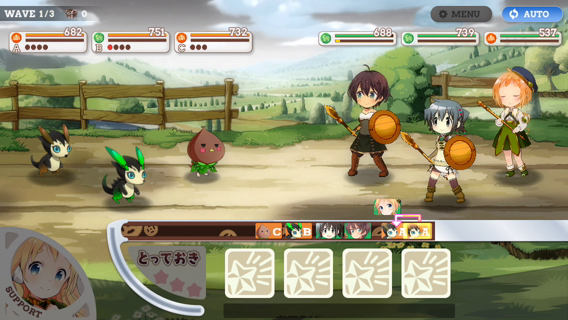 WAVE 1/3
0
MENU
AUTO
682
751
732
688
739
537
A
B
C
C
B
A
A
とっておき
SUPPORT